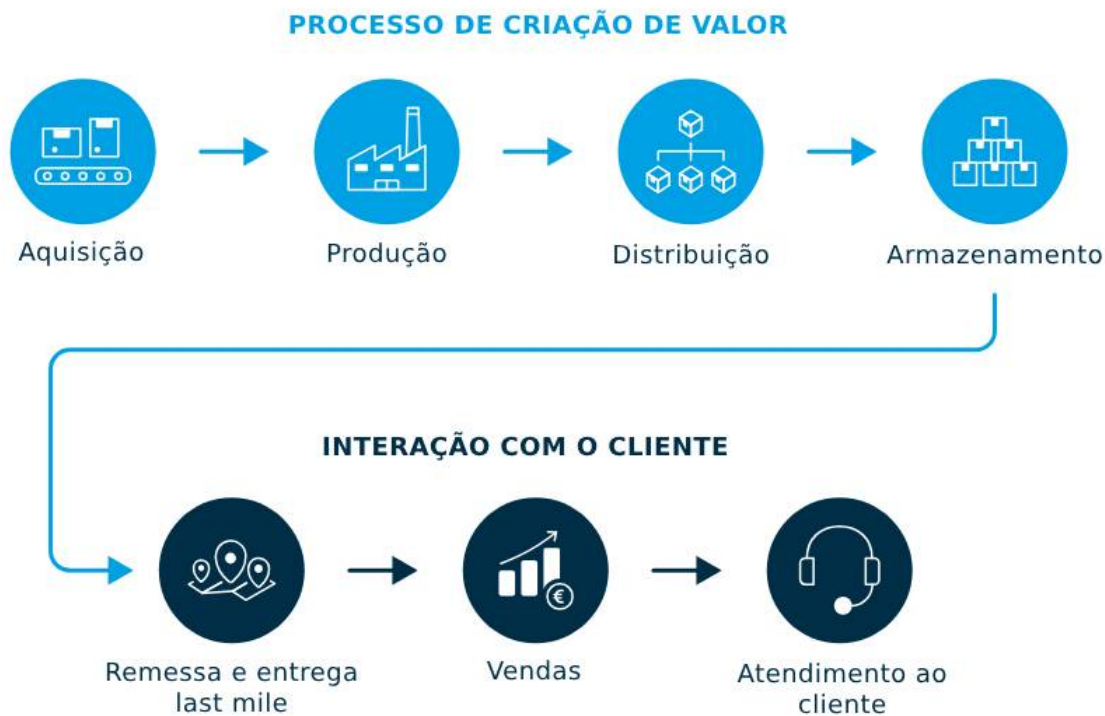 PROCESSO DE CRIAÇÃO DE VALOR
Aquisição
Produção
Distribuição
Armazenamento
INTERAÇÃO COM O CLIENTE
Remessa e entrega
last mile
Vendas
€
Atendimento ao
cliente